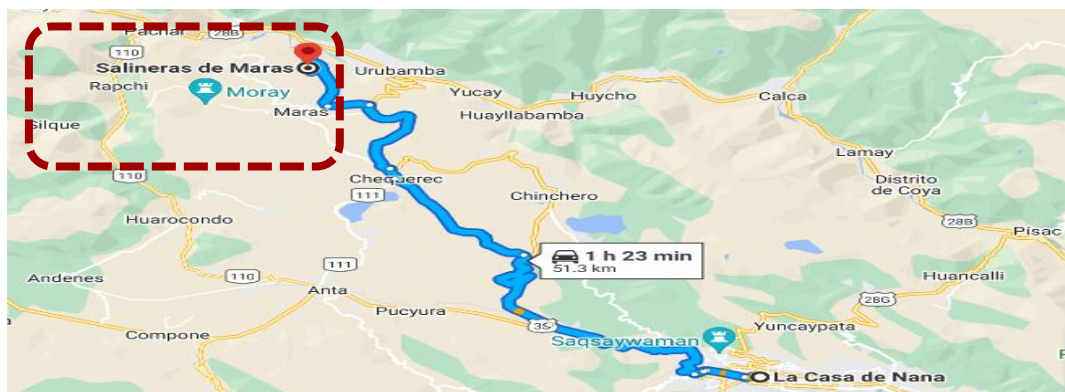 Pachar
28B
110
Salineras de Maras
Urubamba
Rapchi
Moray
Yucay
Huycho
Calca
Maras
Huayllabamba
Silque
Lamay
110
Chequerec
111
Chinchero
Distrito
de Coya
Huarocondo
28B
Písac
1 h 23 min
51.3 km
111
110
Andenes
Anta
Huancalli
28G
Pucyura
3S
Yuncaypata
Compone
Saqsaywaman
La Casa de Nana